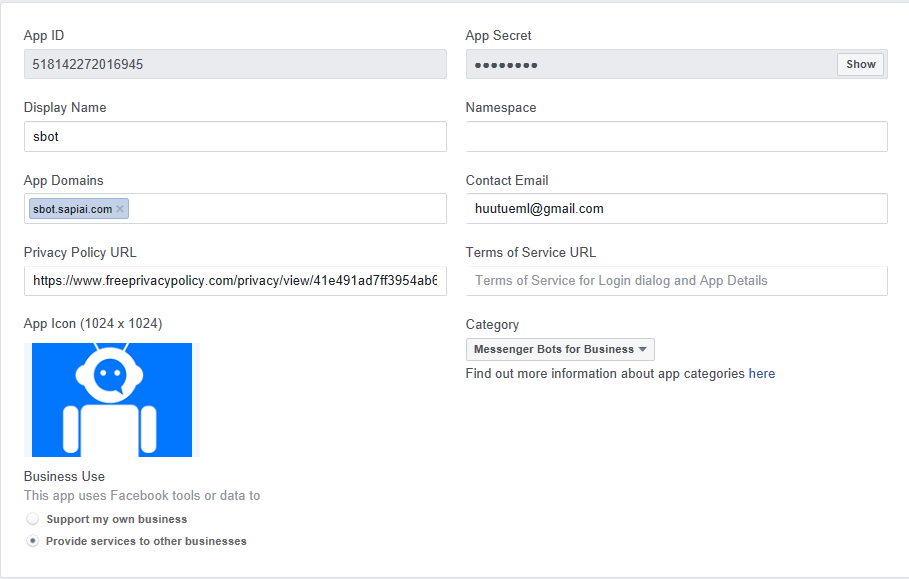 App ID
App Secret
518142272016945
●●●●●●●●
Show
Display Name
Namespace
sbot
App Domains
Contact Email
sbot.sapiai.com ×
huutueml@gmail.com
Privacy Policy URL
Terms of Service URL
https://www.freeprivacypolicy.com/privacy/view/41e491ad7ff3954ab6
Terms of Service for Login dialog and App Details
App Icon (1024 x 1024)
Category
Messenger Bots for Business
Find out more information about app categories here
Business Use
This app uses Facebook tools or data to
Support my own business
Provide services to other businesses